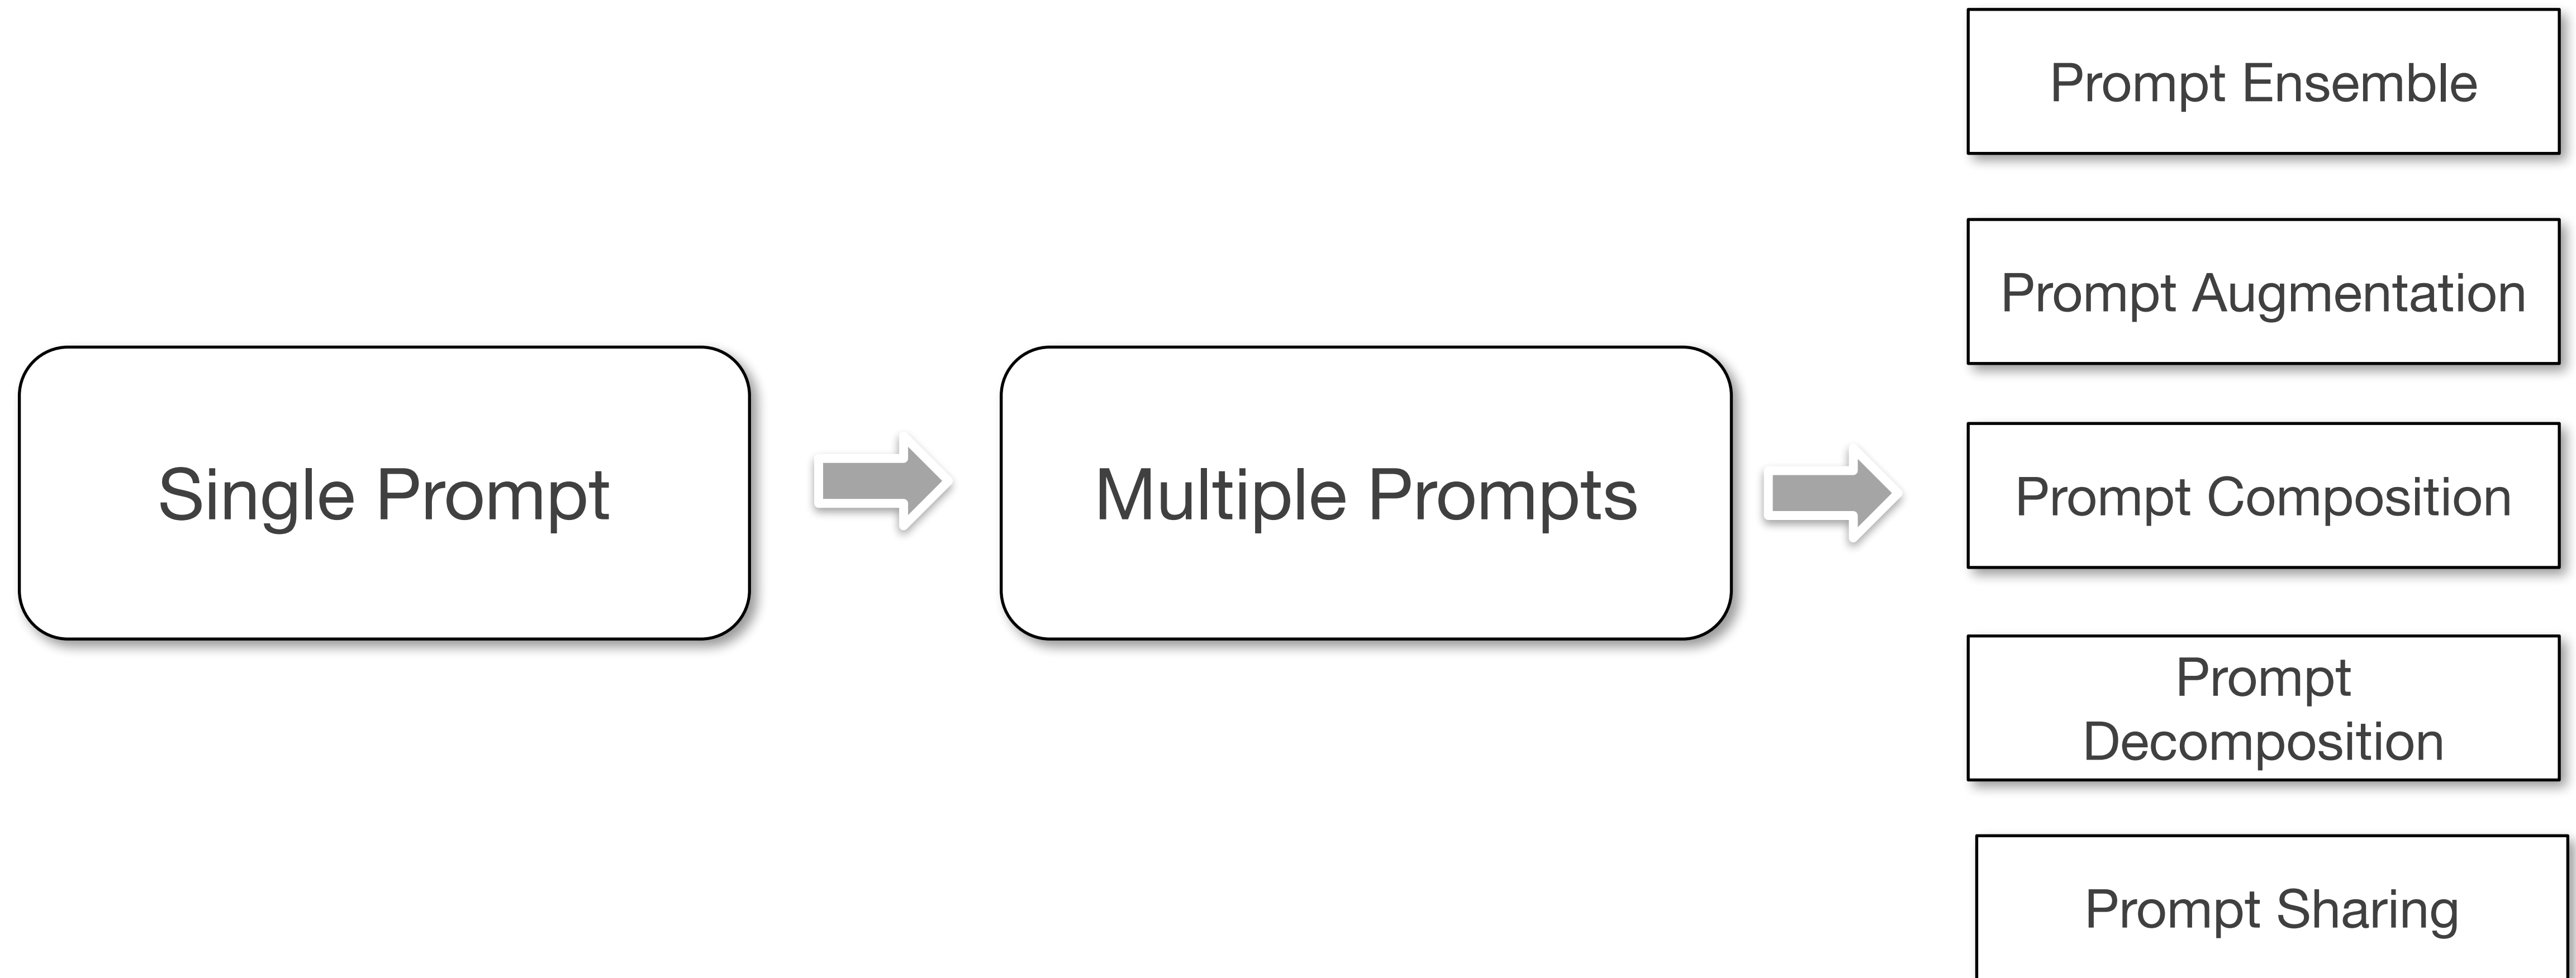 Single Prompt
Multiple Prompts
Prompt Ensemble
Prompt Augmentation
Prompt Composition
Prompt
Decomposition
Prompt Sharing